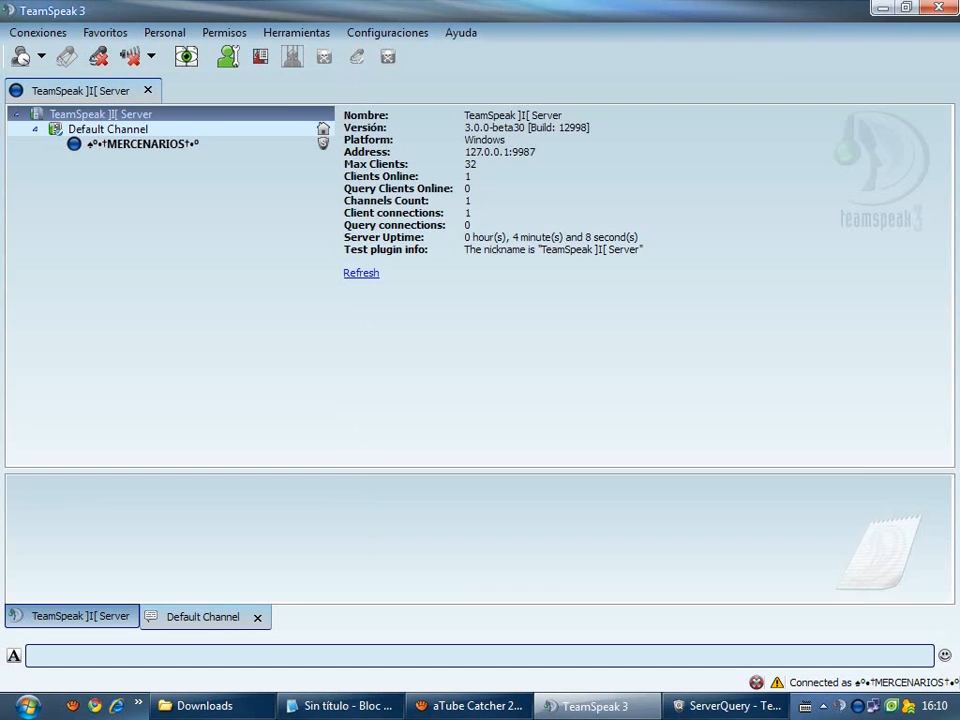 TeamSpeak 3
Conexiones Favoritos Personal Permisos Herramientas Configuraciones Ayuda
TeamSpeak ]I[ Server
TeamSpeak ]I[ Server
Default Channel
♠º•†MERCENARIOS†•º
Nombre: TeamSpeak ]I[ Server
Versión: 3.0.0-beta30 [Build: 12998]
Platform: Windows
Address: 127.0.0.1:9987
Max Clients: 32
Clients Online: 1
Query Clients Online: 0
Channels Count: 1
Client connections: 1
Query connections: 0
Server Uptime: 0 hour(s), 4 minute(s) and 8 second(s)
Test plugin info: The nickname is "TeamSpeak ]I[ Server"
Refresh
teamspeak 3
TeamSpeak ]I[ Server Default Channel
A
Connected as ♠º•†MERCENARIOS†•º
Downloads Sin título - Bloc ... aTube Catcher 2... TeamSpeak 3 ServerQuery - Te... 16:10